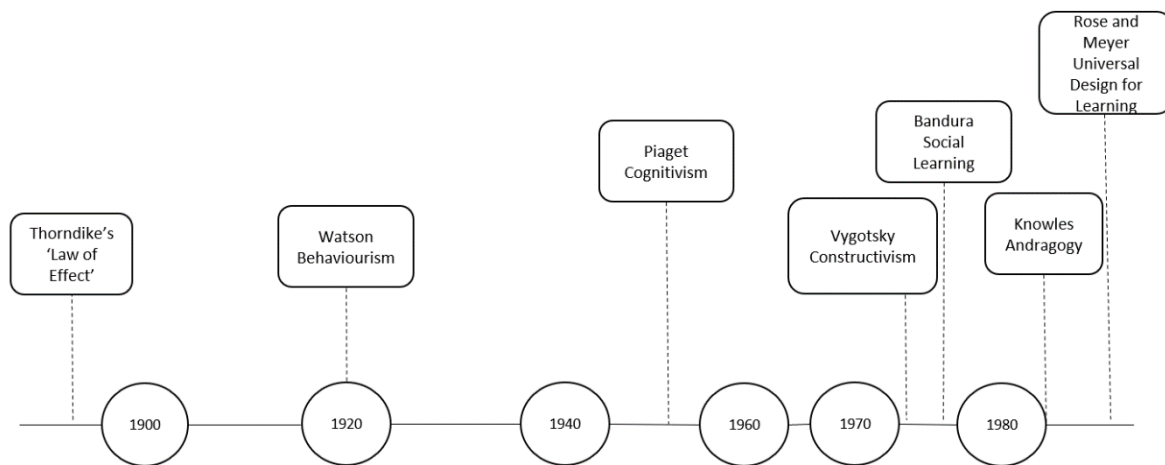 Thorndike's
'Law of
Effect'
Watson
Behaviourism
Piaget
Cognitivism
Vygotsky
Constructivism
Bandura
Social
Learning
Knowles
Andragogy
Rose and
Meyer
Universal
Design for
Learning
1900
1920
1940
1960
1970
1980